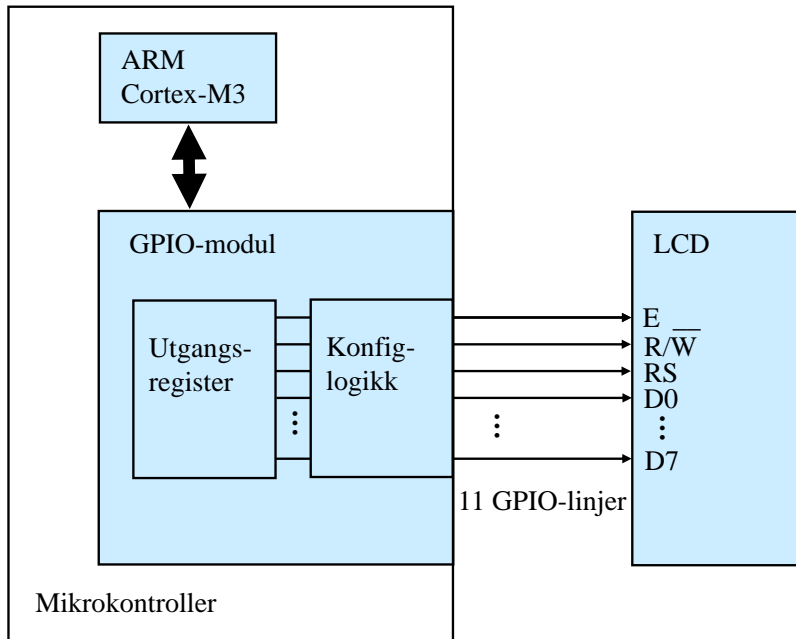 ARM
Cortex-M3
GPIO-modul
LCD
Utgangs-
register
Konfig-
logikk
E
R/W̅
RS
D0
D7
11 GPIO-linjer
Mikrokontroller